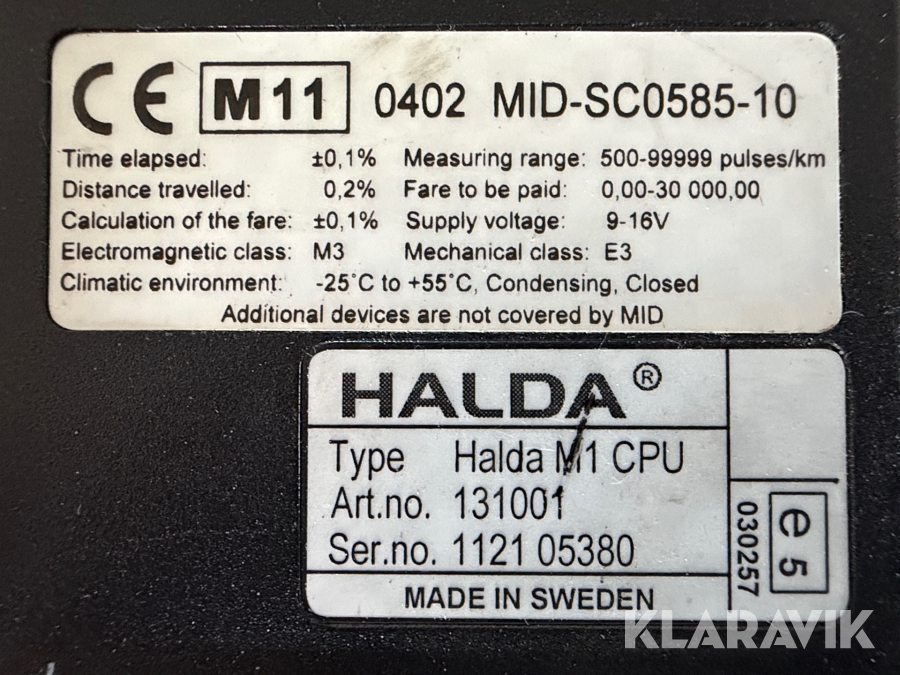 CE M11 0402 MID-SC0585-10
Time elapsed: ±0,1% Measuring range: 500-99999 pulses/km
Distance travelled: 0,2% Fare to be paid: 0,00-30 000,00
Calculation of the fare: ±0,1% Supply voltage: 9-16V
Electromagnetic class: M3 Mechanical class: E3
Climatic environment: -25°C to +55°C, Condensing, Closed
Additional devices are not covered by MID
HALDA®
Type Halda M1 CPU
Art.no. 131001
Ser.no. 1121 05380
MADE IN SWEDEN
e5
030257
KLARAVIK